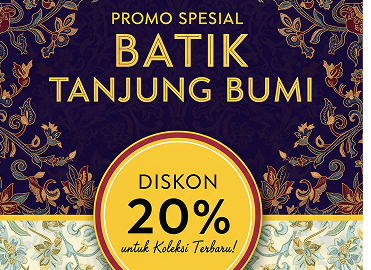 PROMO SPESIAL
BATIK
TANJUNG BUMI
DISKON
20%
untuk Koleksi Terbaru!